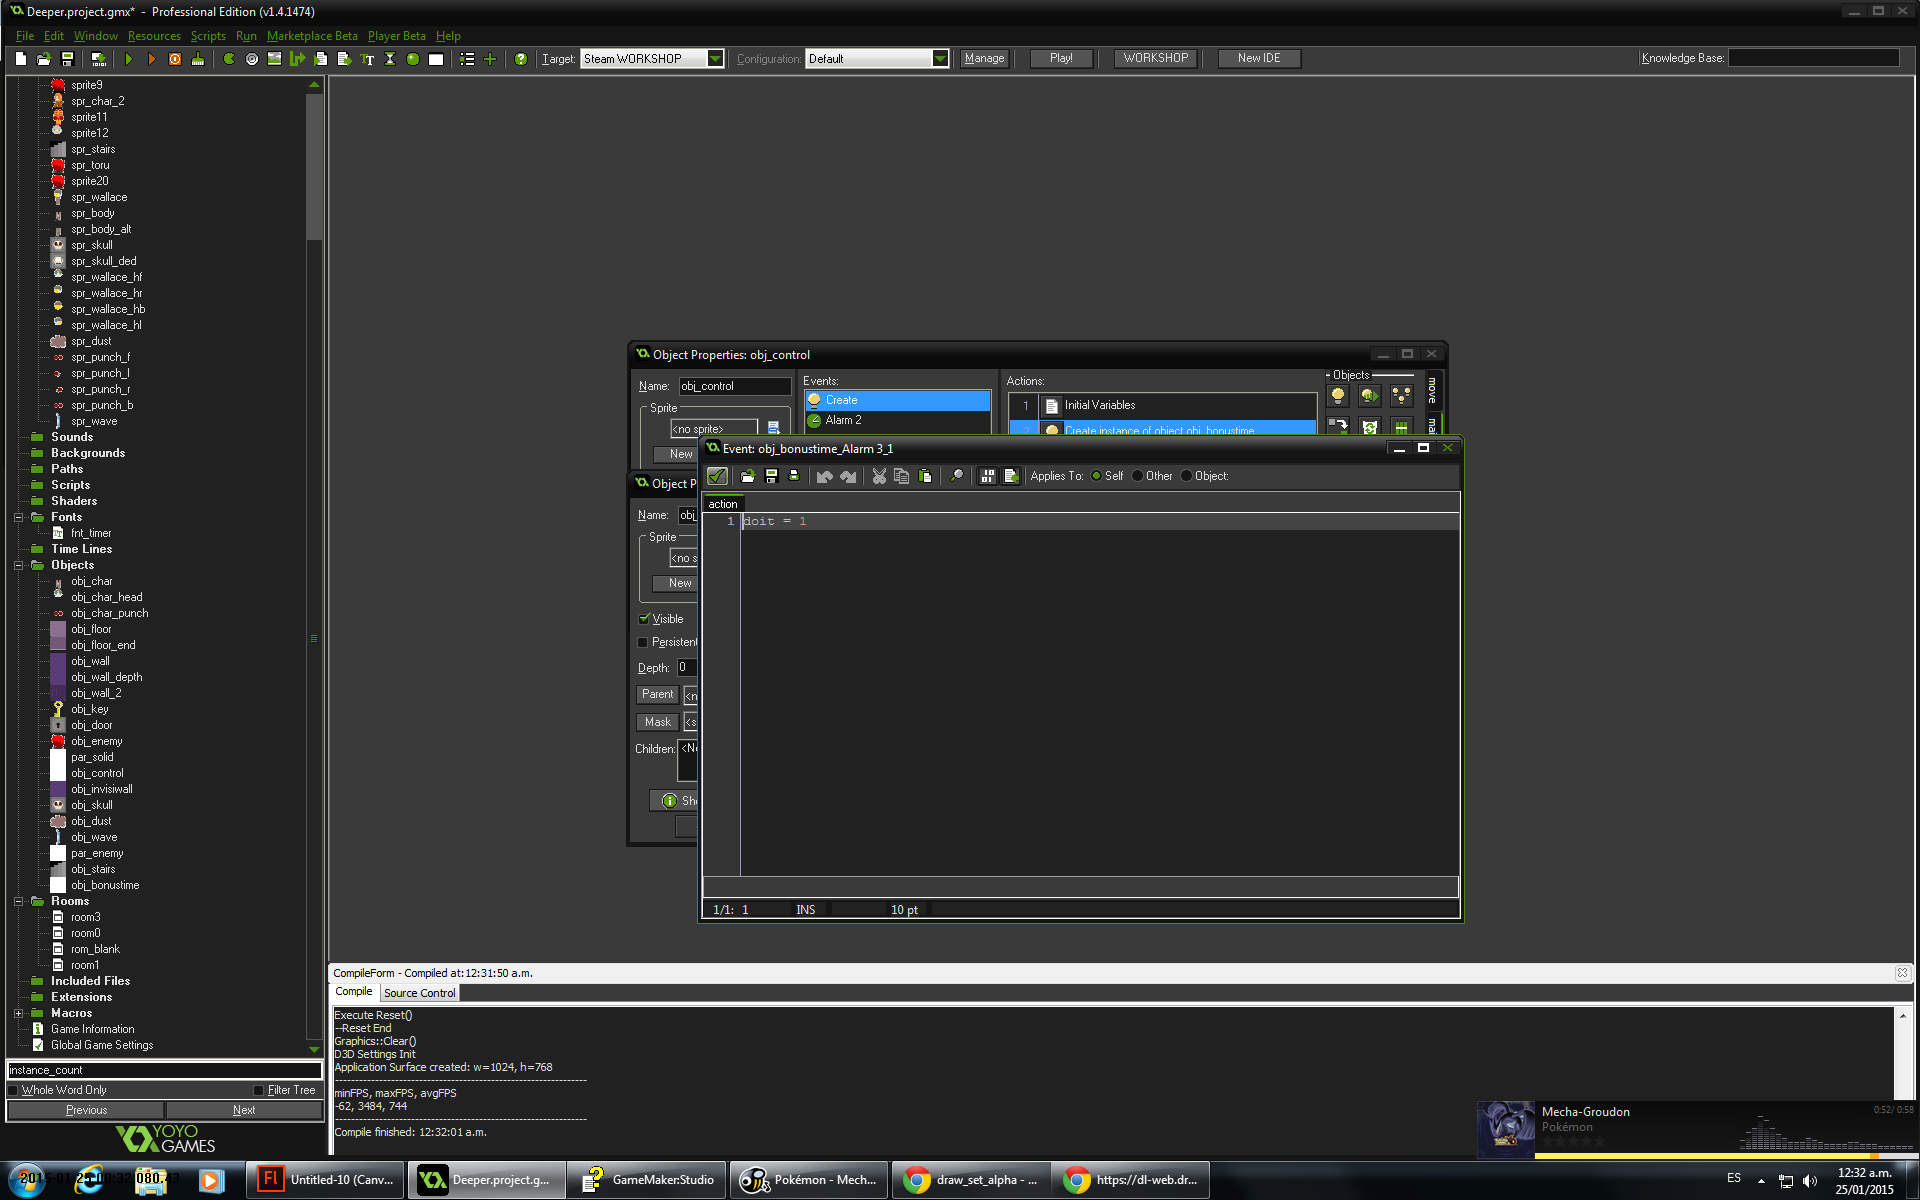 Deeper.project.gmx* - Professional Edition (v1.4.1474)
File Edit Window Resources Scripts Run Marketplace Beta Player Beta Help
Target: Steam WORKSHOP Configuration: Default Manage Play! WORKSHOP New IDE Knowledge Base:
sprite9
spr_char_2
sprite11
sprite12
spr_stairs
spr_toru
sprite20
spr_wallace
spr_body
spr_body_alt
spr_skull
spr_skull_ded
spr_wallace_hf
spr_wallace_hr
spr_wallace_hb
spr_wallace_hl
spr_dust
spr_punch_f
spr_punch_l
spr_punch_r
spr_punch_b
spr_wave
Sounds
Backgrounds
Paths
Scripts
Shaders
Fonts
fnt_timer
Time Lines
Objects
obj_char
obj_char_head
obj_char_punch
obj_floor
obj_floor_end
obj_wall
obj_wall_depth
obj_wall_2
obj_key
obj_door
obj_enemy
par_solid
obj_control
obj_invisiwall
obj_skull
obj_dust
obj_wave
par_enemy
obj_stairs
obj_bonustime
Rooms
room3
room0
rom_blank
room1
Included Files
Extensions
Macros
Game Information
Global Game Settings
instance_count
Whole Word Only Filter Tree
Previous Next
YOYO
GAMES
Object Properties: obj_control
Name: obj_control
Sprite
<no sprite>
New
Events:
Create
Alarm 2
Actions:
1 Initial Variables
2 Create instance of object obj_bonustime
Objects
move
ma
Object P
Name: obj_
Sprite
<no s
New
Visible
Persistent
Depth: 0
Parent <n
Mask <s
Children: <N
Sh
Event: obj_bonustime_Alarm 3_1
Applies To: Self Other Object:
action
1 doit = 1
1/1: 1 INS 10 pt
CompileForm - Compiled at:12:31:50 a.m.
Compile Source Control
Execute Reset()
--Reset End
Graphics::Clear()
D3D Settings Init
Application Surface created: w=1024, h=768
minFPS, maxFPS, avgFPS
-62, 3484, 744
Compile finished: 12:32:01 a.m.
Mecha-Groudon
Pokémon
0:52/ 0:58
Untitled-10 (Canv...
Deeper.project.g...
GameMaker:Studio
Pokémon - Mech...
draw_set_alpha - ...
https://dl-web.dr...
ES
12:32 a.m.
25/01/2015